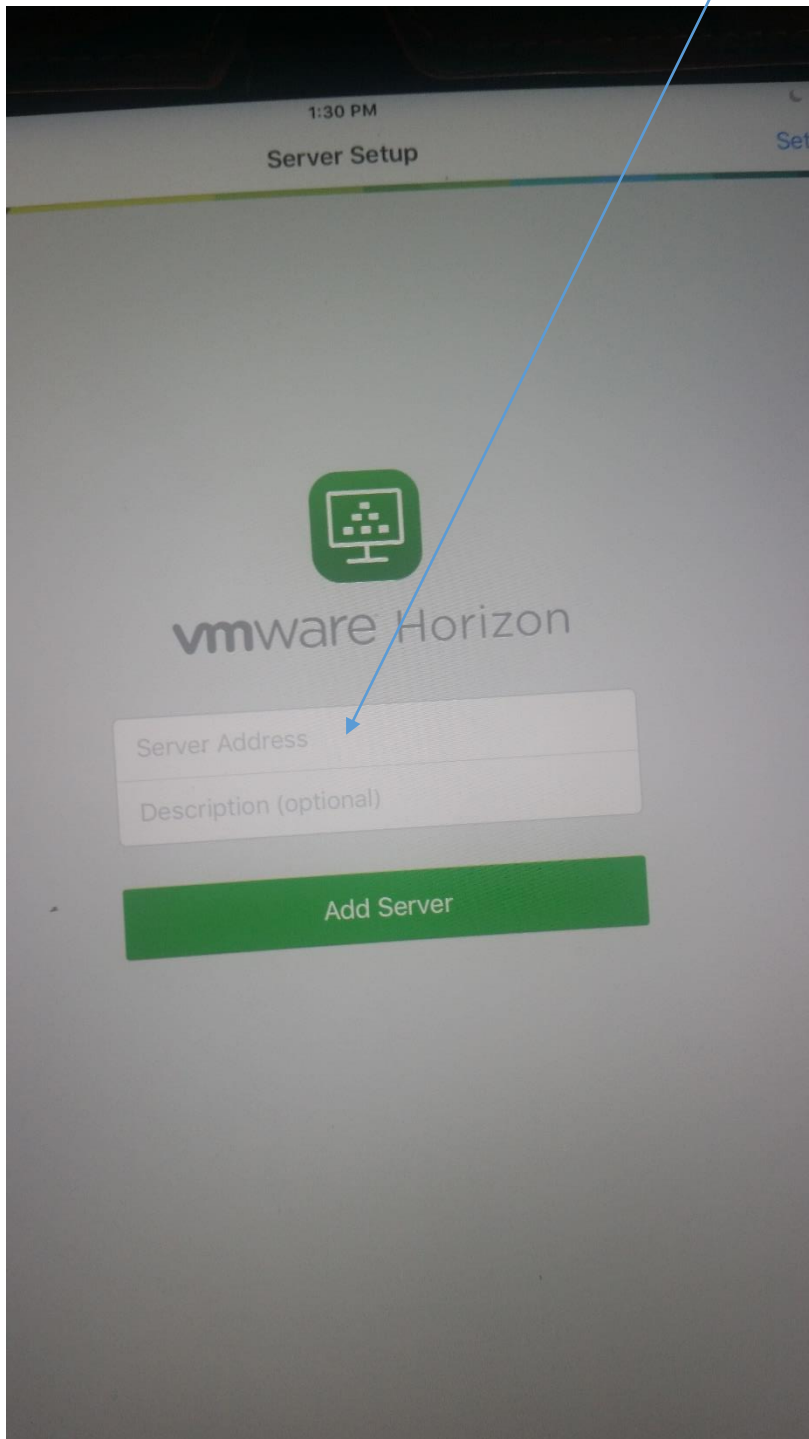 1:30 PM
Server Setup
vmware Horizon
Server Address
Description (optional)
Add Server